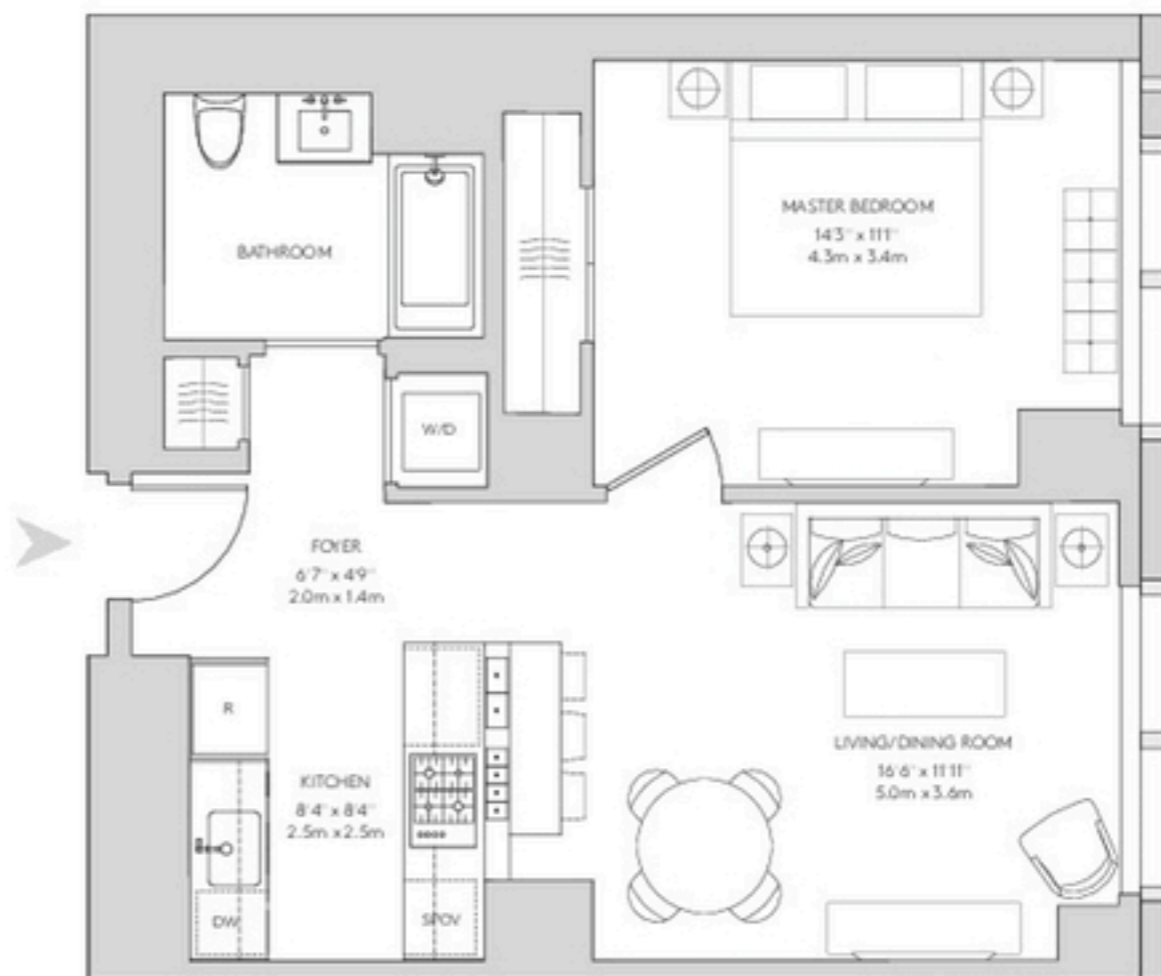 MASTER BEDROOM
14'3" x 11'1"
4.3m x 3.4m
BATHROOM
W/D
FOYER
6'7" x 4'9"
2.0m x 1.4m
R
LIVING/DINING ROOM
16'6" x 11'11"
5.0m x 3.6m
KITCHEN
8'4" x 8'4"
2.5m x 2.5m
DW
SPOV